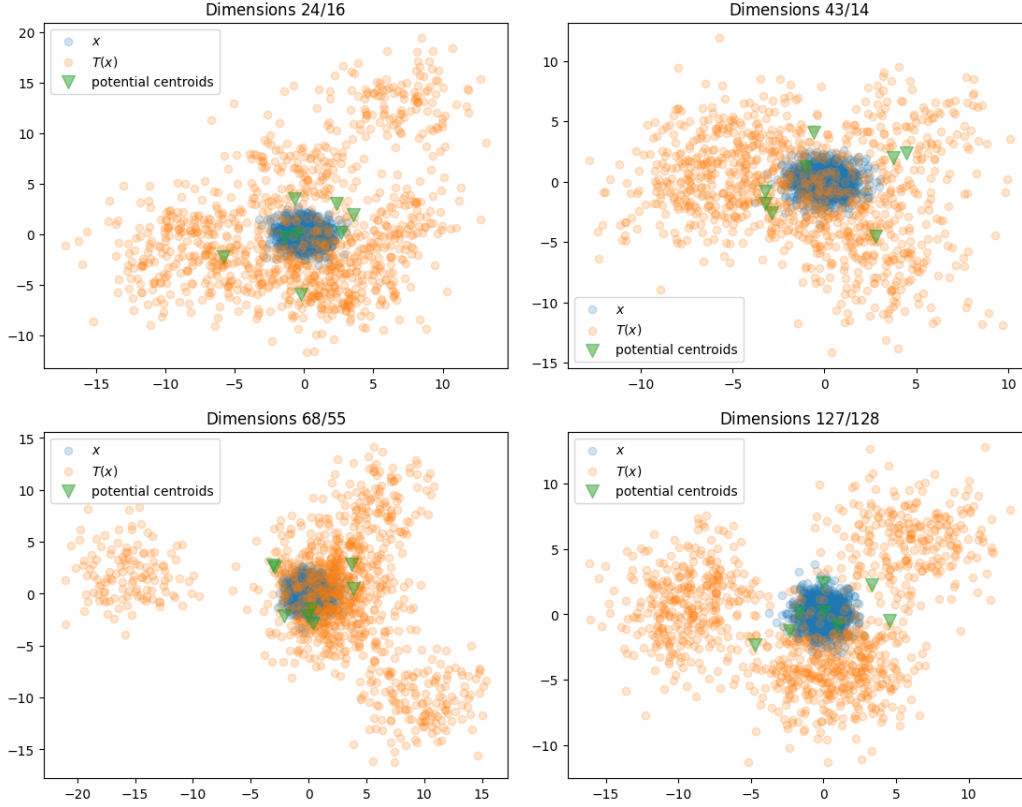 Dimensions 24/16
20
15
10
5
0
−5
−10
x
T(x)
potential centroids
−15 −10 −5 0 5 10
Dimensions 43/14
10
5
0
−5
−10
−15
x
T(x)
potential centroids
−10 −5 0 5 10
Dimensions 68/55
15
10
5
0
−5
−10
−15
x
T(x)
potential centroids
−20 −15 −10 −5 0 5 10 15
Dimensions 127/128
10
5
0
−5
−10
x
T(x)
potential centroids
−15 −10 −5 0 5 10